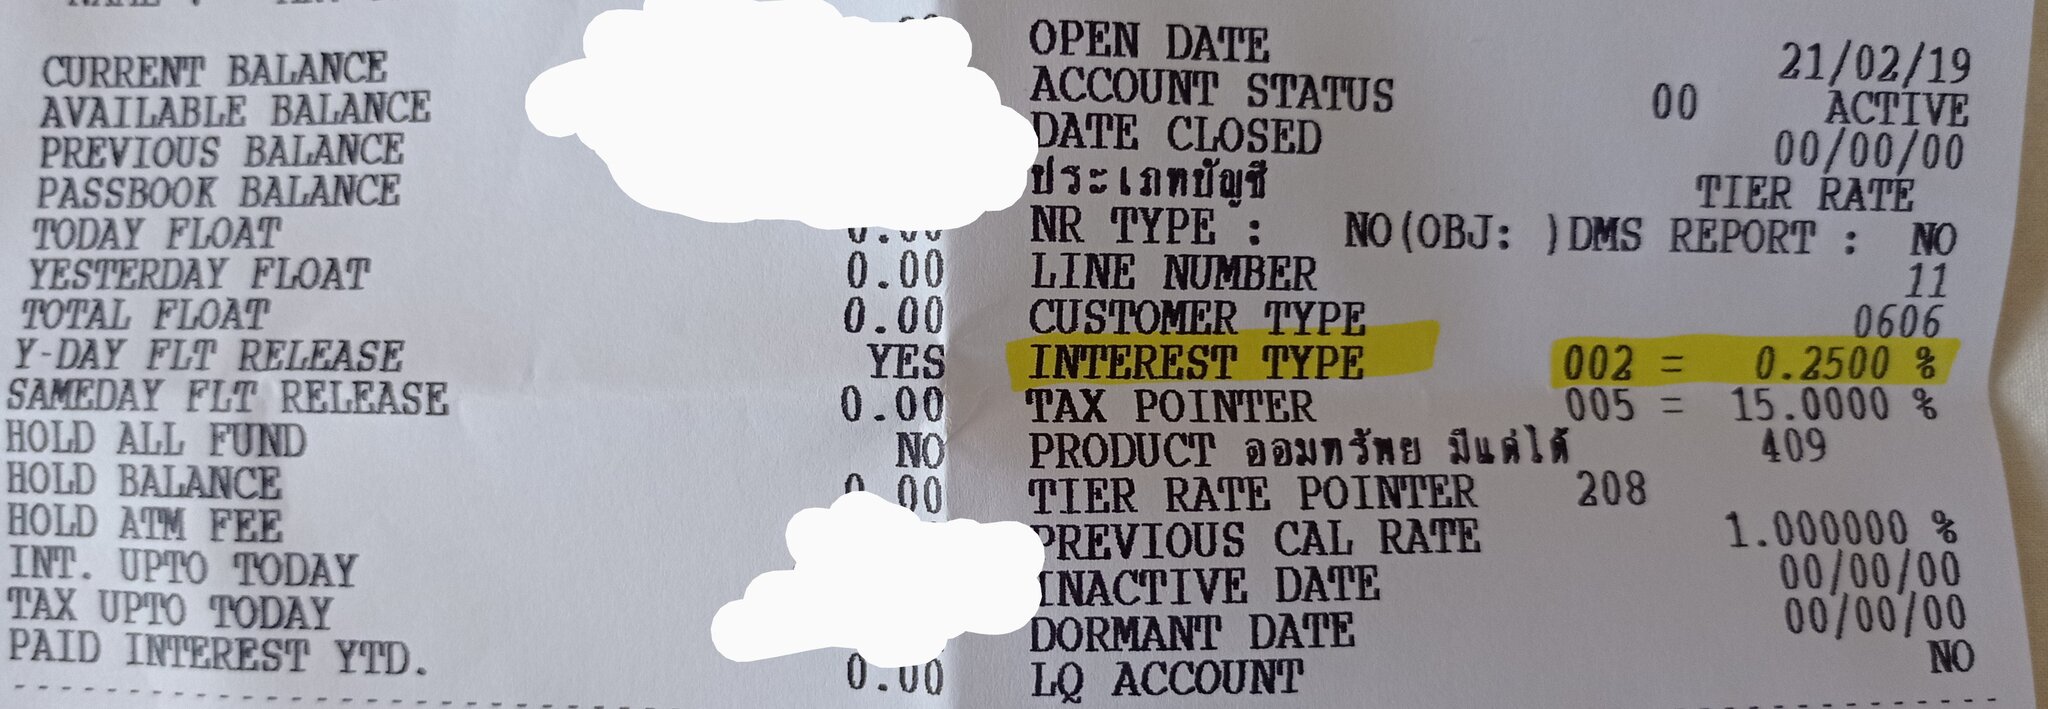 CURRENT BALANCE
AVAILABLE BALANCE
PREVIOUS BALANCE
PASSBOOK BALANCE
TODAY FLOAT 0.00
YESTERDAY FLOAT 0.00
TOTAL FLOAT 0.00
Y-DAY FLT RELEASE YES
SAMEDAY FLT RELEASE 0.00
HOLD ALL FUND NO
HOLD BALANCE 0.00
HOLD ATM FEE
INT. UPTO TODAY
TAX UPTO TODAY
PAID INTEREST YTD. 0.00
OPEN DATE 21/02/19
ACCOUNT STATUS 00 ACTIVE
DATE CLOSED 00/00/00
ประเภทบัญชี TIER RATE
NR TYPE : NO(OBJ: )DMS REPORT : NO
LINE NUMBER 11
CUSTOMER TYPE 0606
INTEREST TYPE 002 = 0.2500 %
TAX POINTER 005 = 15.0000 %
PRODUCT ออมทรัพย์ มีแต่ได้ 409
TIER RATE POINTER 208
PREVIOUS CAL RATE 1.000000 %
INACTIVE DATE 00/00/00
DORMANT DATE 00/00/00
LQ ACCOUNT NO